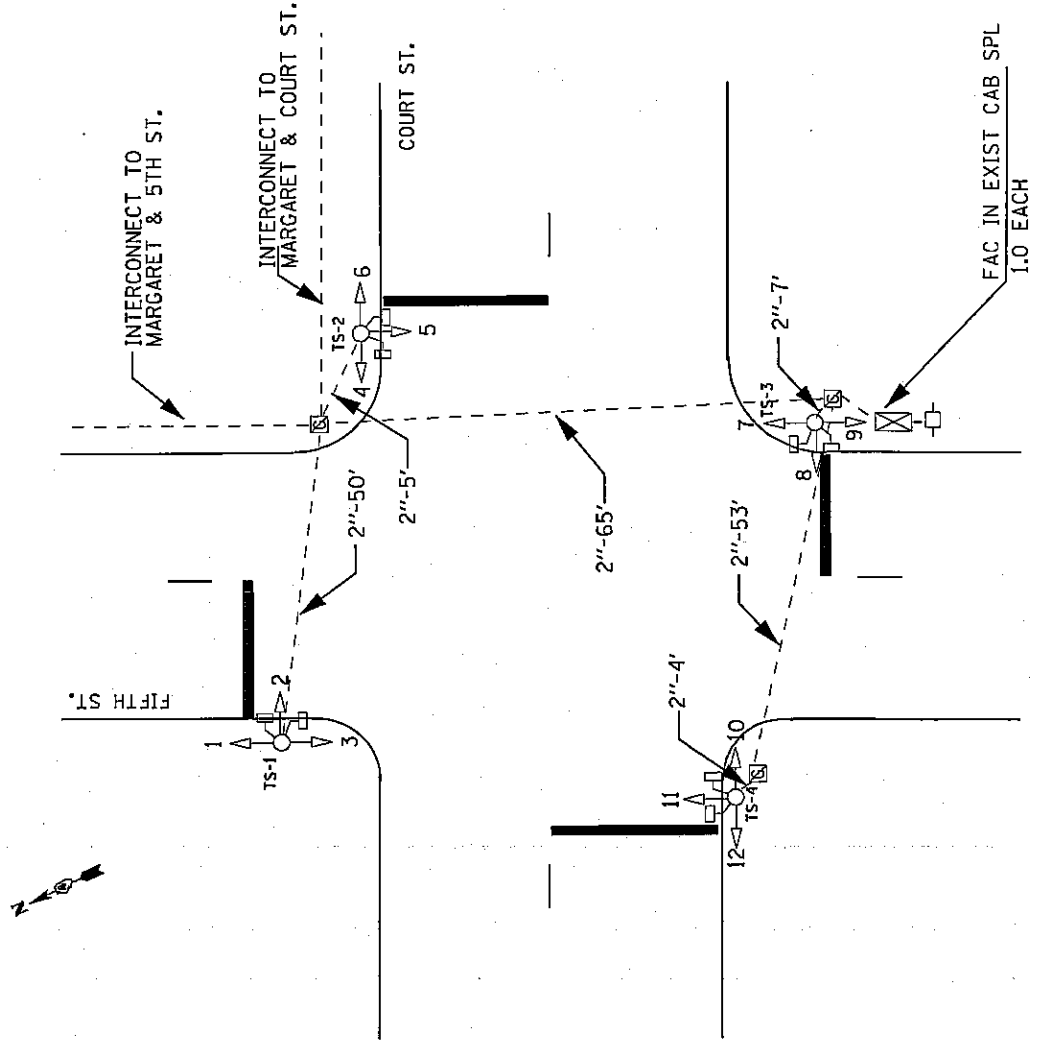 N
INTERCONNECT TO
MARGARET & 5TH ST.
INTERCONNECT TO
MARGARET & COURT ST.
FIFTH ST.
COURT ST.
1
2
3
TS-1
TS-2
4
5
6
2"-50'
2"-5'
2"-65'
2"-53'
2"-4'
2"-7'
TS-3
7
8
9
G
G
G
10
11
12
TS-4
FAC IN EXIST CAB SPL
1.0 EACH